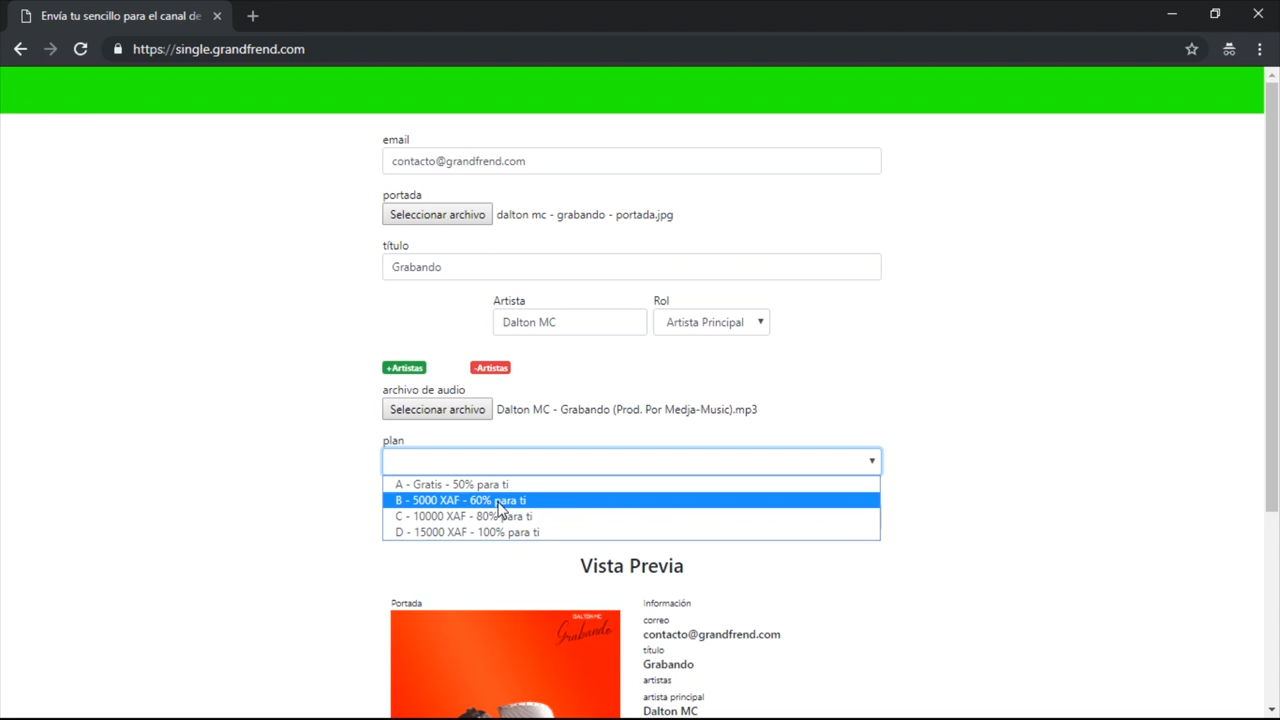 Envía tu sencillo para el canal de
https://single.grandfrend.com
email
contacto@grandfrend.com
portada
Seleccionar archivo dalton mc - grabando - portada.jpg
título
Grabando
Artista Rol
Dalton MC Artista Principal
+Artistas -Artistas
archivo de audio
Seleccionar archivo Dalton MC - Grabando (Prod. Por Medja-Music).mp3
plan
A - Gratis - 50% para ti
B - 5000 XAF - 60% para ti
C - 10000 XAF - 80% para ti
D - 15000 XAF - 100% para ti
Vista Previa
Portada
DALTON MC
Grabando
información
correo
contacto@grandfrend.com
título
Grabando
artistas
artista principal
Dalton MC